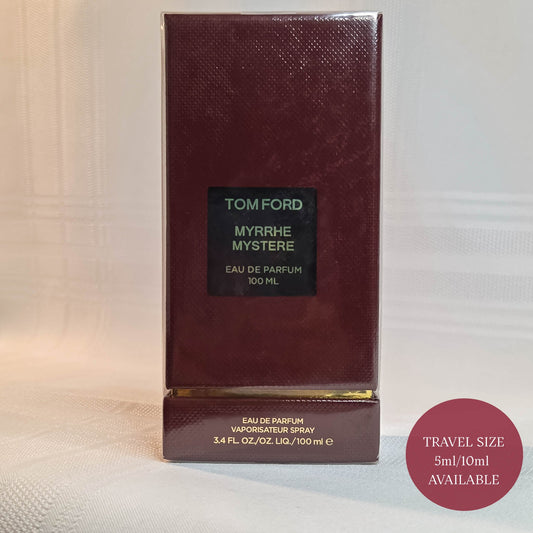 TOM FORD
MYRRHE
MYSTERE
EAU DE PARFUM
100 ML
EAU DE PARFUM
VAPORISATEUR SPRAY
3.4 FL. OZ./OZ. LIQ./100 ml ℮
TRAVEL SIZE
5ml/10ml
AVAILABLE